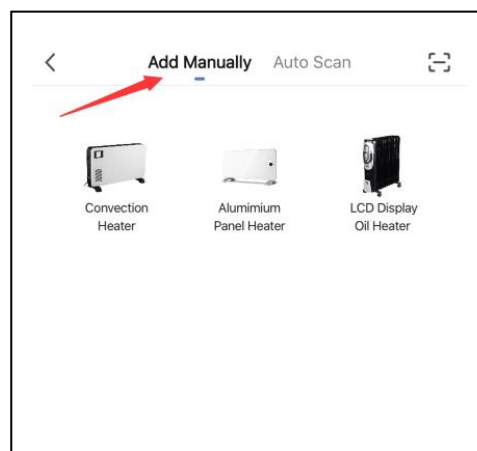 Add Manually Auto Scan
Convection
Heater
Alumimium
Panel Heater
LCD Display
Oil Heater